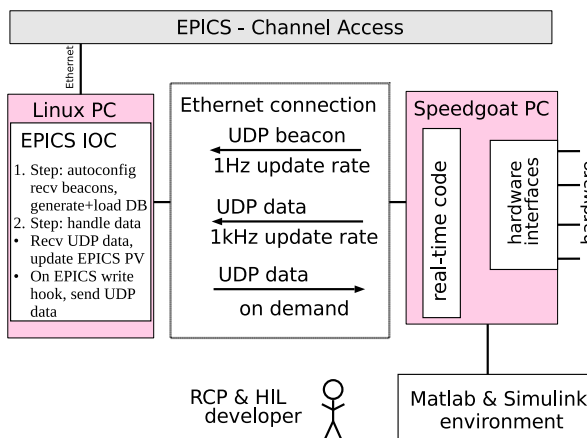 EPICS - Channel Access
Ethernet
Linux PC
EPICS IOC
1. Step: autoconfig
recv beacons,
generate+load DB
2. Step: handle data
• Recv UDP data,
update EPICS PV
• On EPICS write
hook, send UDP
data
Ethernet connection
UDP beacon
1Hz update rate
UDP data
1kHz update rate
UDP data
on demand
Speedgoat PC
real-time code
hardware
interfaces
hardware
RCP & HIL
developer
Matlab & Simulink
environment